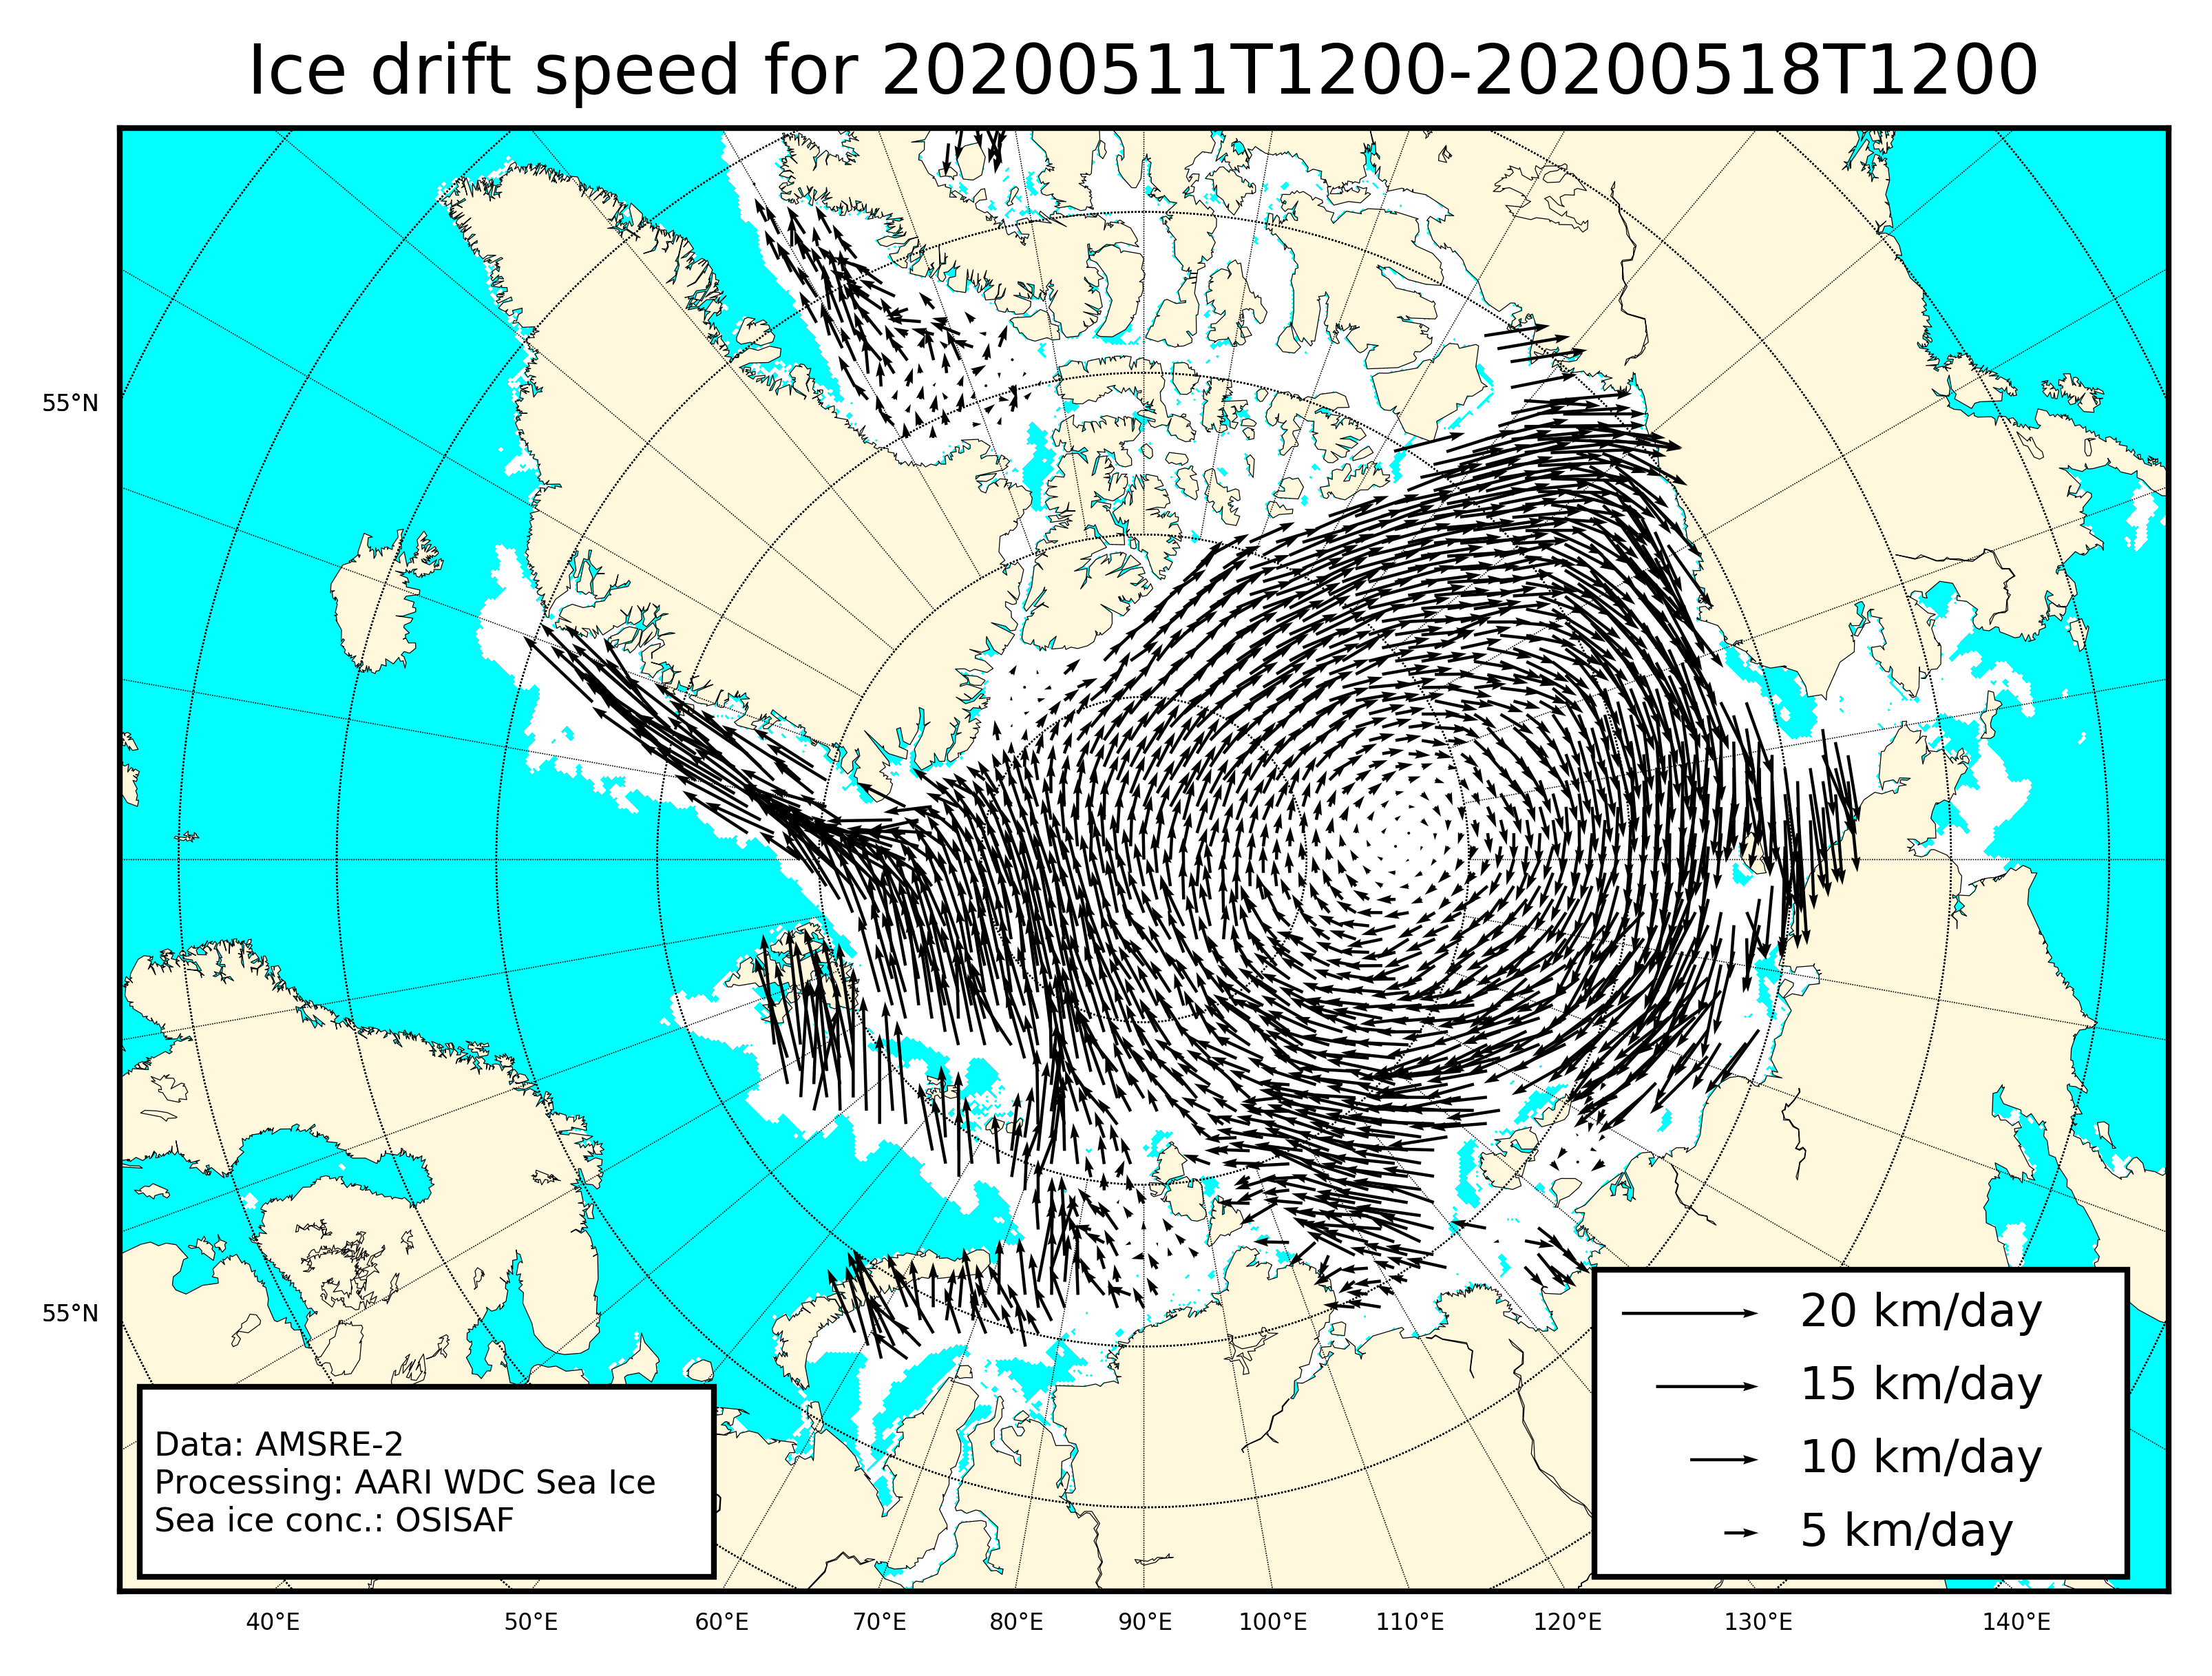 Ice drift speed for 20200511T1200-20200518T1200
55°N
55°N
20 km/day
15 km/day
10 km/day
5 km/day
Data: AMSRE-2
Processing: AARI WDC Sea Ice
Sea ice conc.: OSISAF
40°E
50°E
60°E
70°E
80°E
90°E
100°E
110°E
120°E
130°E
140°E